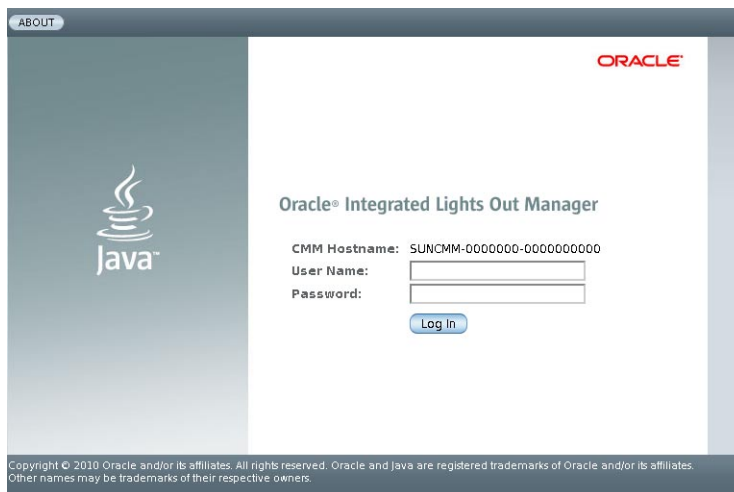 ABOUT
ORACLE®
Java™
Oracle® Integrated Lights Out Manager
CMM Hostname: SUNCMM-0000000-0000000000
User Name:
Password:
Log In
Copyright © 2010 Oracle and/or its affiliates. All rights reserved. Oracle and Java are registered trademarks of Oracle and/or its affiliates.
Other names may be trademarks of their respective owners.